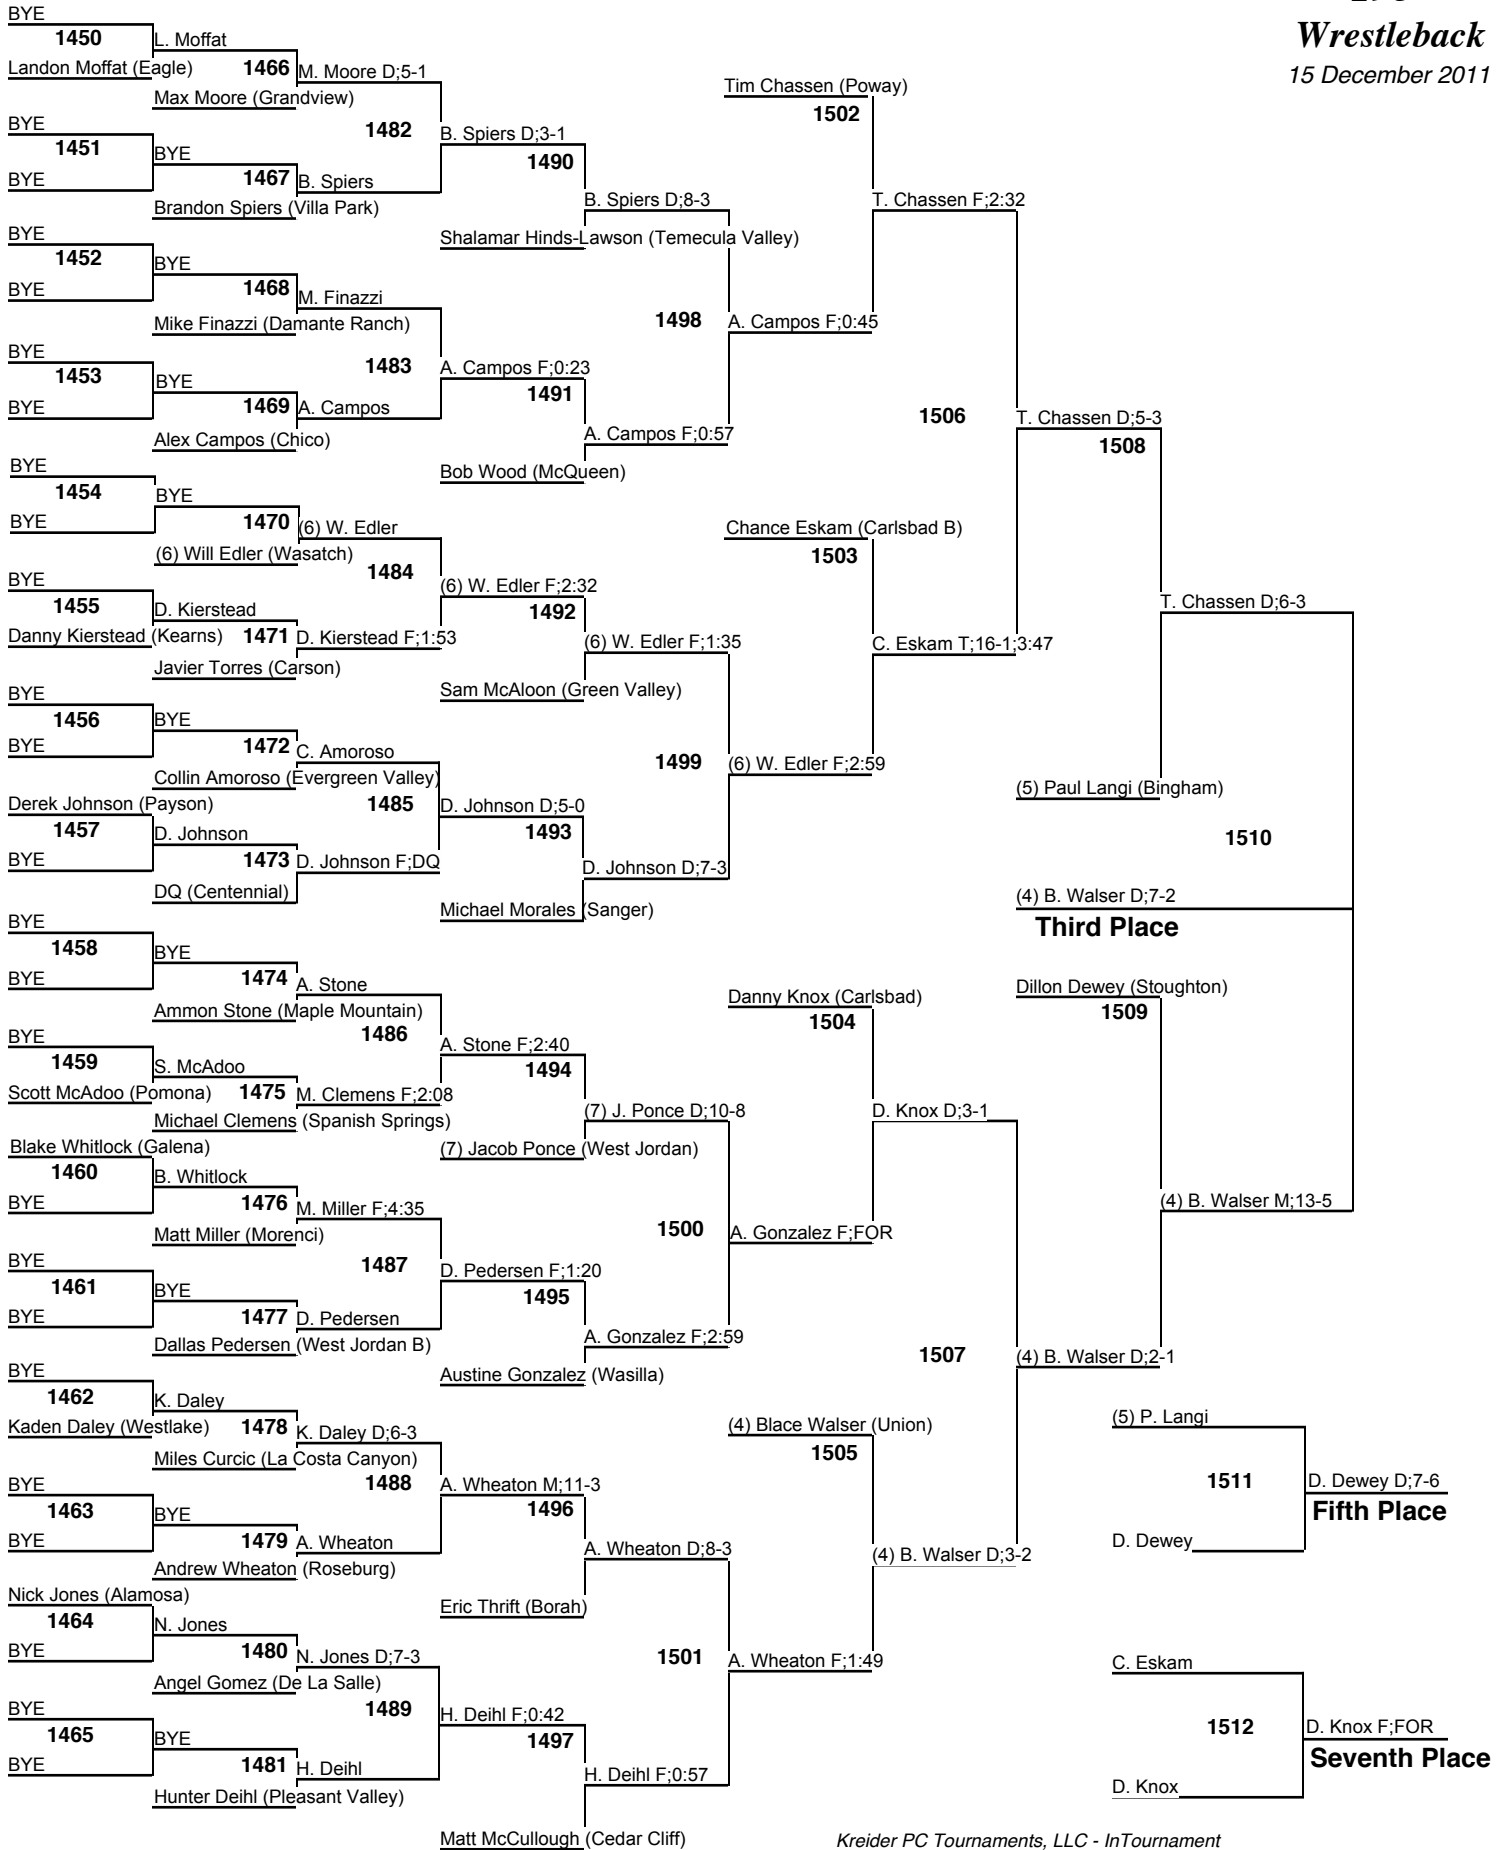 Wrestleback
15 December 2011
BYE
1450
L. Moffat
Landon Moffat (Eagle)
1466
M. Moore D;5-1
Max Moore (Grandview)
BYE
1451
BYE
BYE
1467
B. Spiers
Brandon Spiers (Villa Park)
1482
B. Spiers D;3-1
1490
BYE
1452
BYE
BYE
1468
M. Finazzi
Mike Finazzi (Damante Ranch)
BYE
1453
BYE
BYE
1469
A. Campos
Alex Campos (Chico)
1483
A. Campos F;0:23
1491
B. Spiers D;8-3
Shalamar Hinds-Lawson (Temecula Valley)
1498
A. Campos F;0:45
A. Campos F;0:57
Bob Wood (McQueen)
Tim Chassen (Poway)
1502
T. Chassen F;2:32
BYE
1454
BYE
BYE
1470
(6) W. Edler
(6) Will Edler (Wasatch)
1484
BYE
1455
D. Kierstead
Danny Kierstead (Kearns)
1471
D. Kierstead F;1:53
Javier Torres (Carson)
(6) W. Edler F;2:32
1492
(6) W. Edler F;1:35
Sam McAloon (Green Valley)
BYE
1456
BYE
BYE
1472
C. Amoroso
Collin Amoroso (Evergreen Valley)
Derek Johnson (Payson)
1457
D. Johnson
BYE
1473
D. Johnson F;DQ
DQ (Centennial)
1485
D. Johnson D;5-0
1493
D. Johnson D;7-3
Michael Morales (Sanger)
1499
(6) W. Edler F;2:59
Chance Eskam (Carlsbad B)
1503
C. Eskam T;16-1;3:47
1506
T. Chassen D;5-3
1508
T. Chassen D;6-3
(5) Paul Langi (Bingham)
1510
(4) B. Walser D;7-2
Third Place
BYE
1458
BYE
BYE
1474
A. Stone
Ammon Stone (Maple Mountain)
1486
BYE
1459
S. McAdoo
Scott McAdoo (Pomona)
1475
M. Clemens F;2:08
Michael Clemens (Spanish Springs)
A. Stone F;2:40
1494
(7) J. Ponce D;10-8
(7) Jacob Ponce (West Jordan)
Blake Whitlock (Galena)
1460
B. Whitlock
BYE
1476
M. Miller F;4:35
Matt Miller (Morenci)
1487
BYE
1461
BYE
BYE
1477
D. Pedersen
Dallas Pedersen (West Jordan B)
D. Pedersen F;1:20
1495
A. Gonzalez F;2:59
Austine Gonzalez (Wasilla)
1500
A. Gonzalez F;FOR
Danny Knox (Carlsbad)
1504
D. Knox D;3-1
Dillon Dewey (Stoughton)
1509
(4) B. Walser M;13-5
1507
(4) B. Walser D;2-1
BYE
1462
K. Daley
Kaden Daley (Westlake)
1478
K. Daley D;6-3
Miles Curcic (La Costa Canyon)
1488
BYE
1463
BYE
BYE
1479
A. Wheaton
Andrew Wheaton (Roseburg)
A. Wheaton M;11-3
1496
A. Wheaton D;8-3
Eric Thrift (Borah)
Nick Jones (Alamosa)
1464
N. Jones
BYE
1480
N. Jones D;7-3
Angel Gomez (De La Salle)
1489
BYE
1465
BYE
BYE
1481
H. Deihl
Hunter Deihl (Pleasant Valley)
H. Deihl F;0:42
1497
H. Deihl F;0:57
Matt McCullough (Cedar Cliff)
1501
A. Wheaton F;1:49
(4) Blace Walser (Union)
1505
(4) B. Walser D;3-2
(5) P. Langi
1511
D. Dewey D;7-6
Fifth Place
D. Dewey
C. Eskam
1512
D. Knox F;FOR
Seventh Place
D. Knox
Kreider PC Tournaments, LLC - InTournament